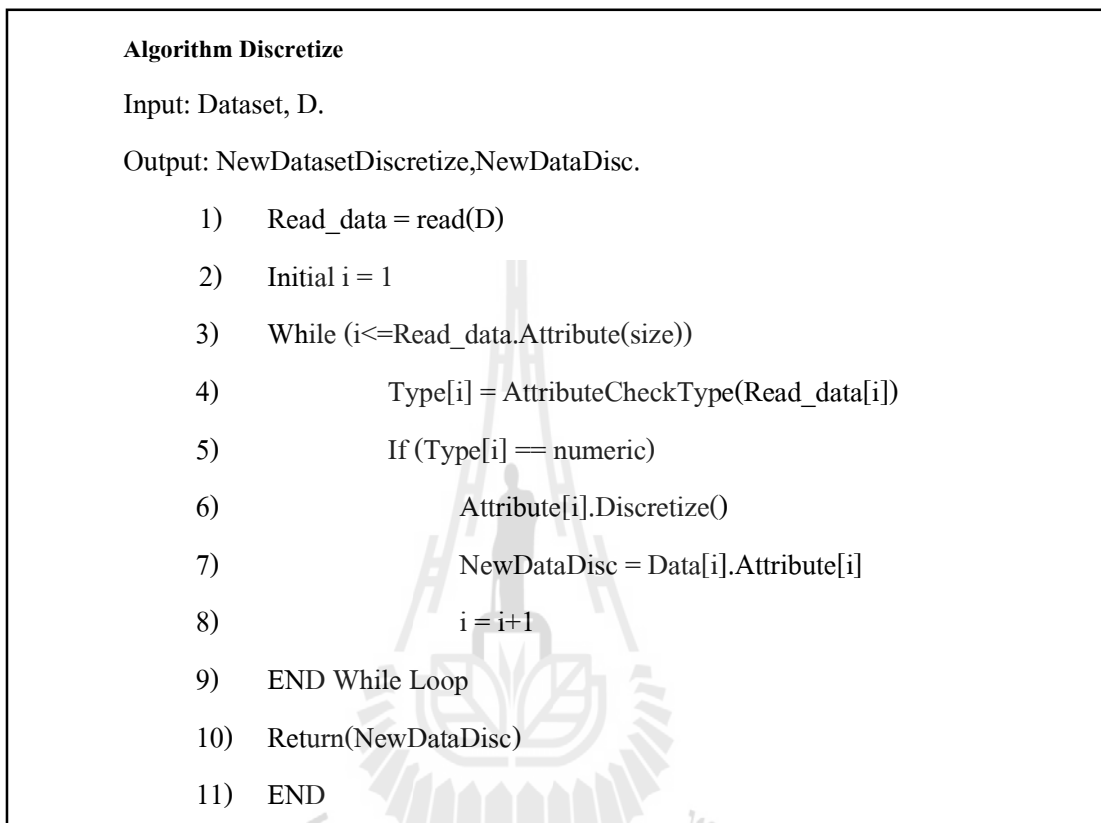 Algorithm Discretize
Input: Dataset, D.
Output: NewDatasetDiscretize,NewDataDisc.
1) Read_data = read(D)
2) Initial i = 1
3) While (i<=Read_data.Attribute(size))
4) Type[i] = AttributeCheckType(Read_data[i])
5) If (Type[i] == numeric)
6) Attribute[i].Discretize()
7) NewDataDisc = Data[i].Attribute[i]
8) i = i+1
9) END While Loop
10) Return(NewDataDisc)
11) END